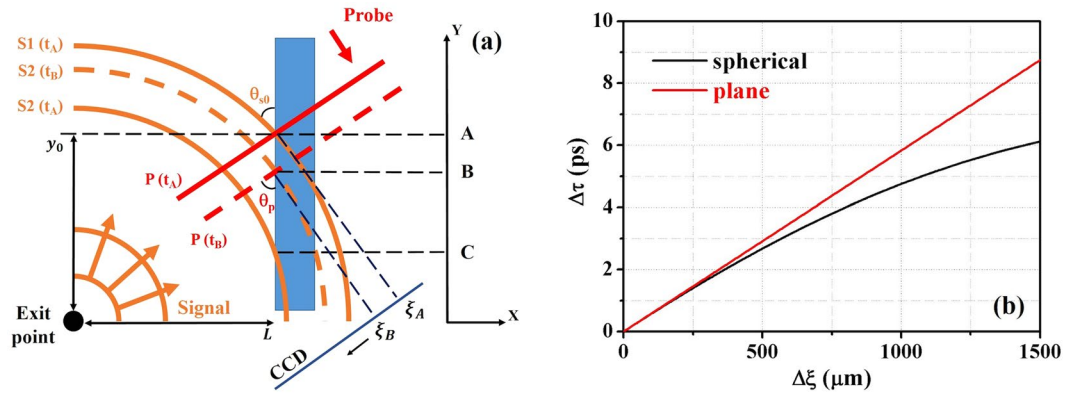 S1 (tA)
S2 (tB)
S2 (tA)
θs0
Probe
Y
(a)
y0
A
P (tA)
B
θp
P (tB)
C
Signal
Exit
point
L
ξA
ξB
CCD
X
10
8
6
4
2
0
Δτ (ps)
spherical
plane
(b)
0
500
1000
1500
Δξ (μm)